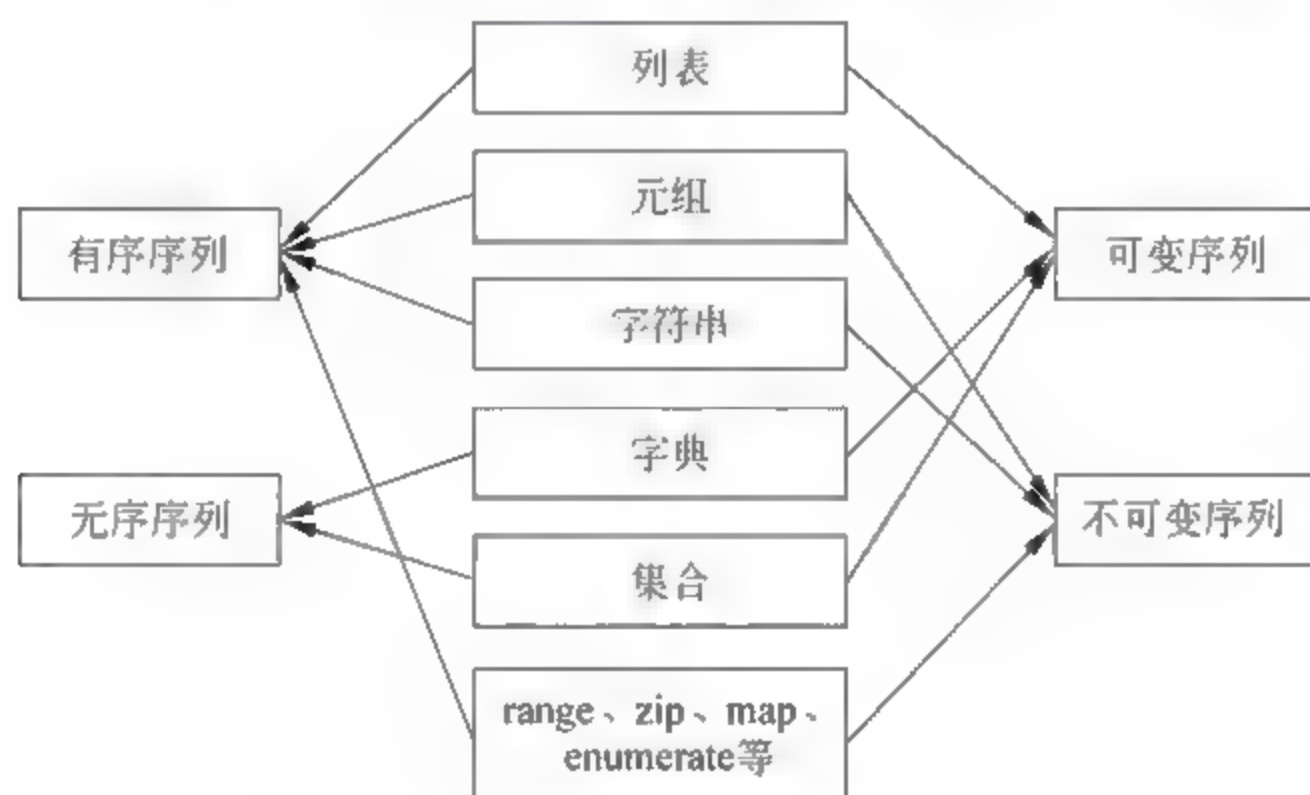 列表
元组
有序序列
可变序列
字符串
字典
无序序列
不可变序列
集合
range、zip、map、
enumerate等